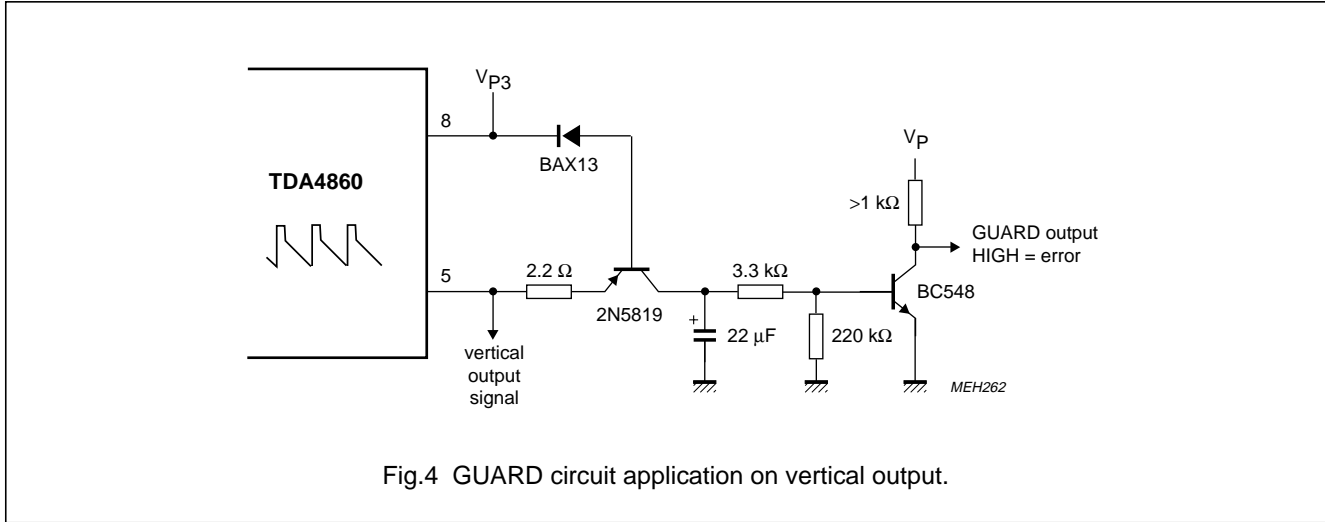 V_P3
8
BAX13
TDA4860
V_P
>1 kΩ
GUARD output
HIGH = error
5
2.2 Ω
2N5819
3.3 kΩ
BC548
+
22 μF
220 kΩ
vertical
output
signal
MEH262
Fig.4 GUARD circuit application on vertical output.